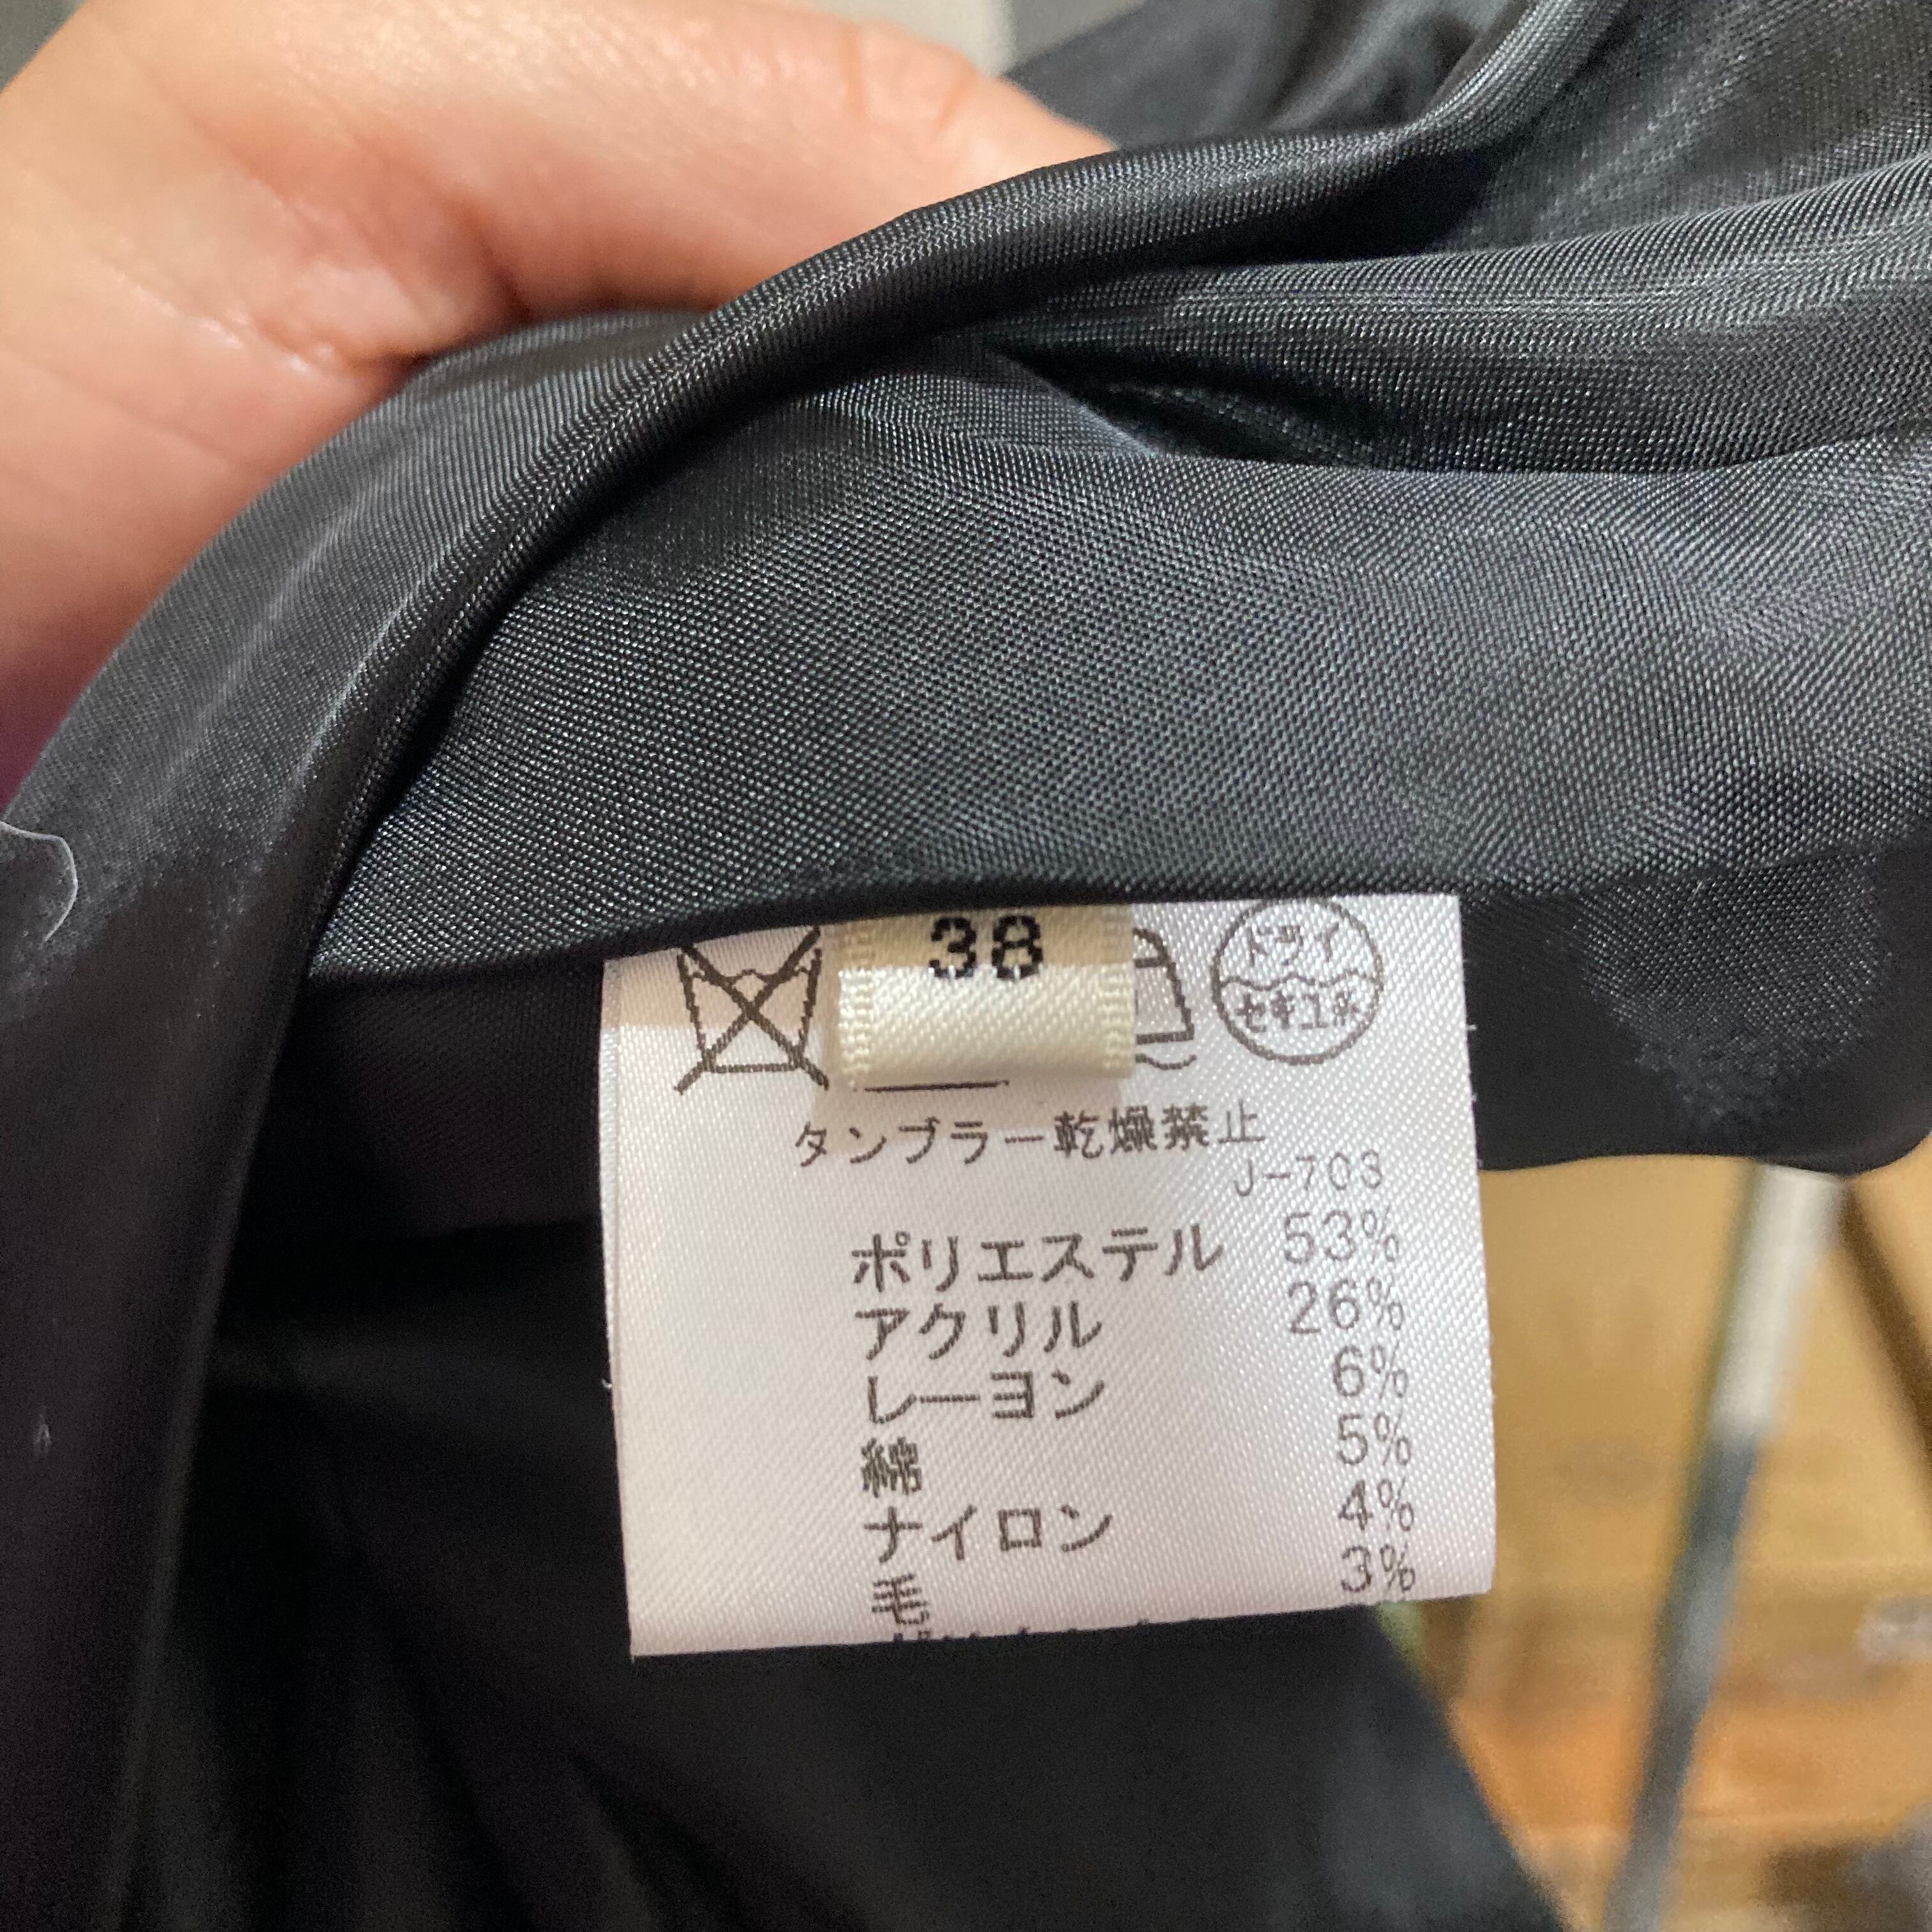 38
ドライ
セキユ系
タンブラー乾燥禁止
J-703
ポリエステル 53%
アクリル 26%
レーヨン 6%
綿 5%
ナイロン 4%
毛 3%